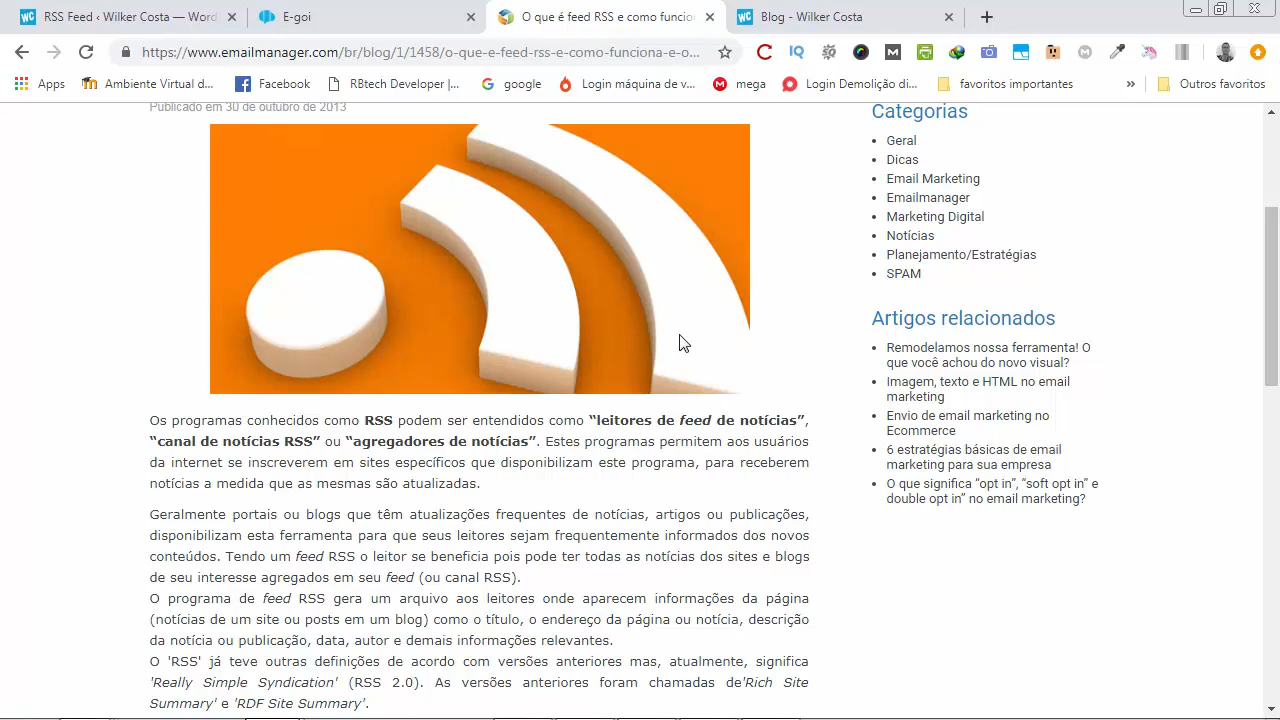 RSS Feed ‹ Wilker Costa — Word
E-goi
O que é feed RSS e como funcio
Blog - Wilker Costa
https://www.emailmanager.com/br/blog/1/1458/o-que-e-feed-rss-e-como-funciona-e-o...
Apps
Ambiente Virtual d...
Facebook
RBtech Developer |...
google
Login máquina de v...
mega
Login Demolição di...
favoritos importantes
»
Outros favoritos
Publicado em 30 de outubro de 2013
Os programas conhecidos como RSS podem ser entendidos como “leitores de feed de notícias”,
“canal de notícias RSS” ou “agregadores de notícias”. Estes programas permitem aos usuários
da internet se inscreverem em sites específicos que disponibilizam este programa, para receberem
notícias a medida que as mesmas são atualizadas.
Geralmente portais ou blogs que têm atualizações frequentes de notícias, artigos ou publicações,
disponibilizam esta ferramenta para que seus leitores sejam frequentemente informados dos novos
conteúdos. Tendo um feed RSS o leitor se beneficia pois pode ter todas as notícias dos sites e blogs
de seu interesse agregados em seu feed (ou canal RSS).
O programa de feed RSS gera um arquivo aos leitores onde aparecem informações da página
(notícias de um site ou posts em um blog) como o título, o endereço da página ou notícia, descrição
da notícia ou publicação, data, autor e demais informações relevantes.
O 'RSS' já teve outras definições de acordo com versões anteriores mas, atualmente, significa
'Really Simple Syndication' (RSS 2.0). As versões anteriores foram chamadas de'Rich Site
Summary' e 'RDF Site Summary'.
Categorias
Geral
Dicas
Email Marketing
Emailmanager
Marketing Digital
Notícias
Planejamento/Estratégias
SPAM
Artigos relacionados
Remodelamos nossa ferramenta! O
que você achou do novo visual?
Imagem, texto e HTML no email
marketing
Envio de email marketing no
Ecommerce
6 estratégias básicas de email
marketing para sua empresa
O que significa “opt in”, “soft opt in” e
double opt in” no email marketing?